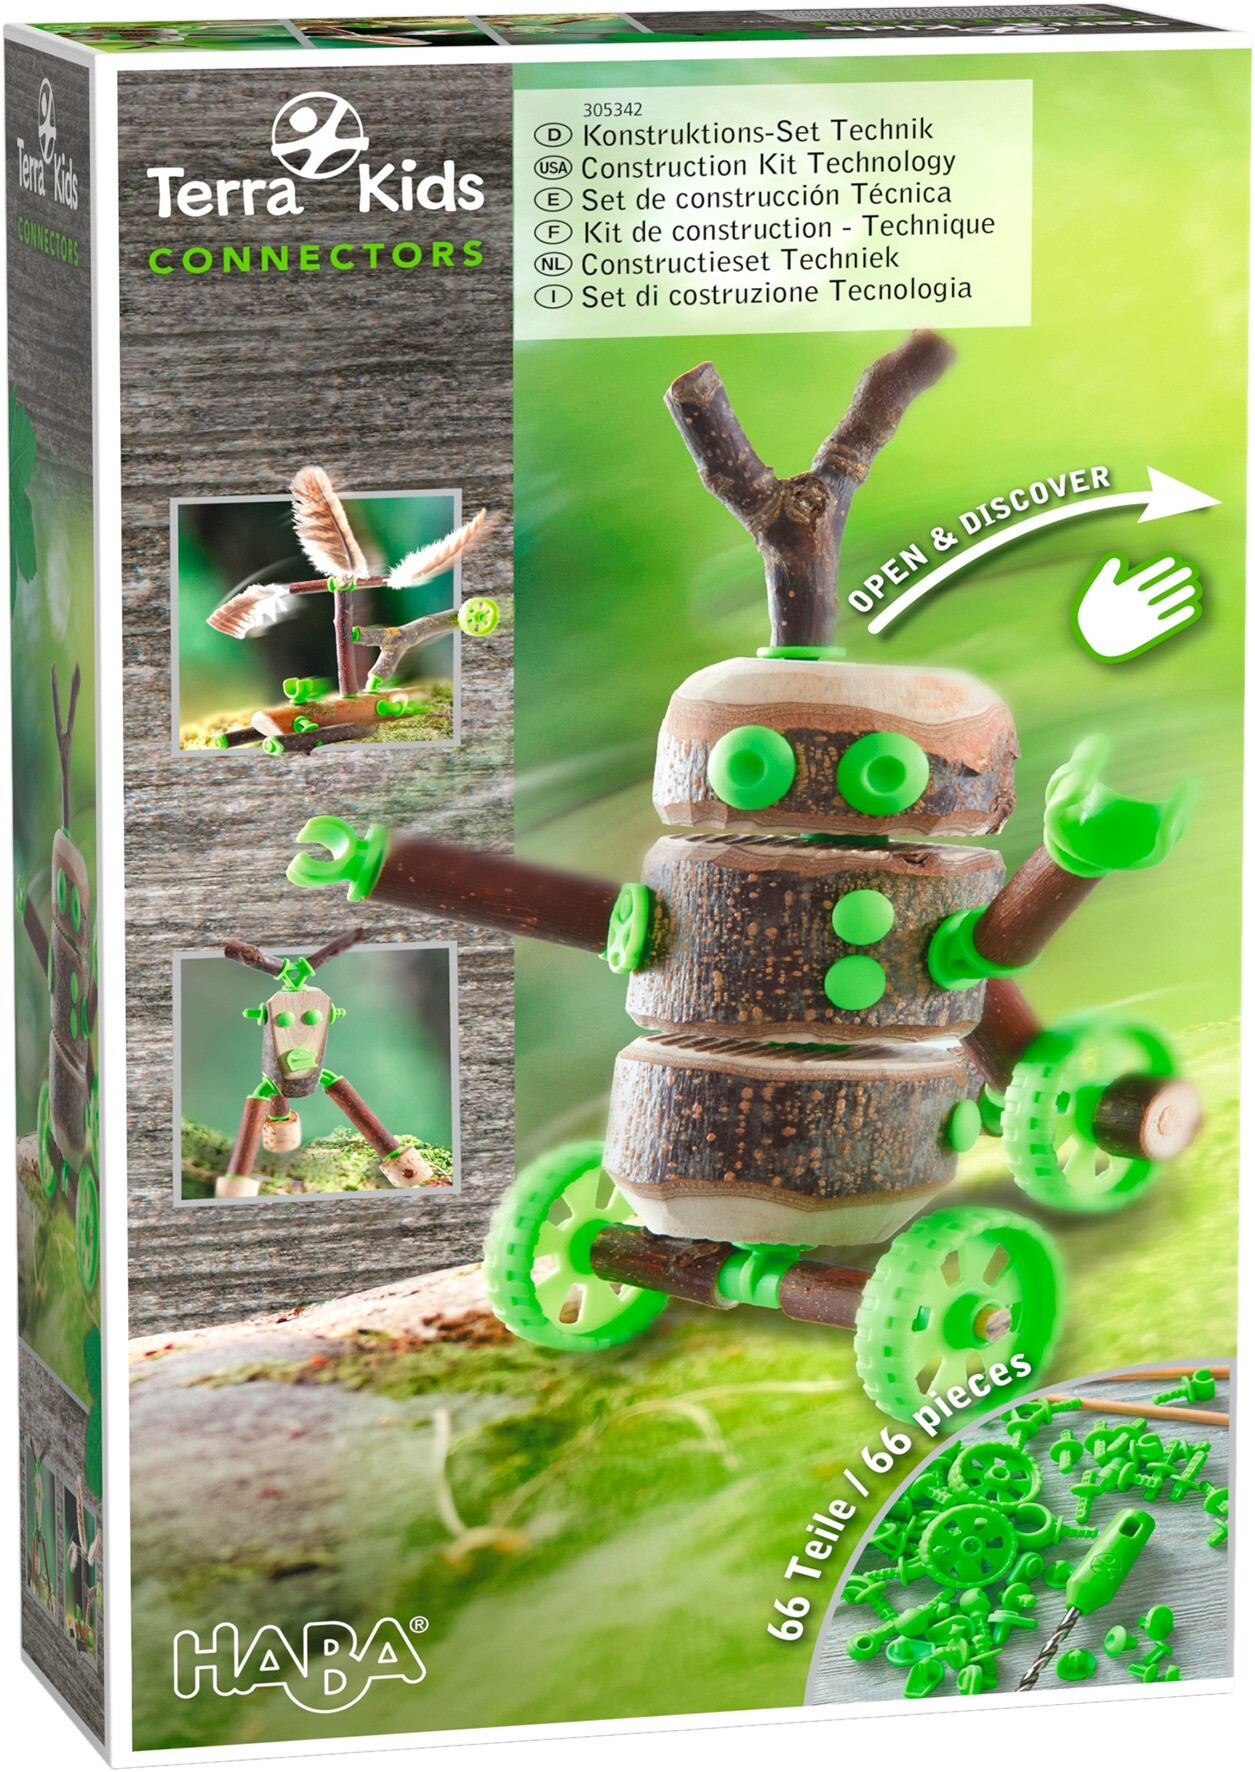 Terra Kids
CONNECTORS
305342
D Konstruktions-Set Technik
USA Construction Kit Technology
E Set de construcción Técnica
F Kit de construction - Technique
NL Constructieset Techniek
I Set di costruzione Tecnologia
OPEN & DISCOVER
66 Teile / 66 pieces
HABA®
Terra Kids
CONNECTORS